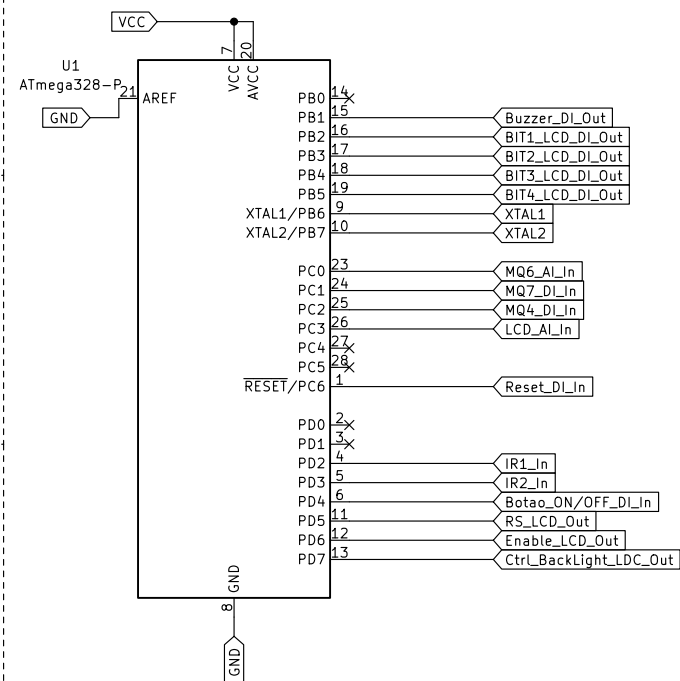 VCC
7
20
U1
ATmega328-P
VCC
AVCC
21
AREF
GND
PB0 14
PB1 15 Buzzer_DI_Out
PB2 16 BIT1_LCD_DI_Out
PB3 17 BIT2_LCD_DI_Out
PB4 18 BIT3_LCD_DI_Out
PB5 19 BIT4_LCD_DI_Out
XTAL1/PB6 9 XTAL1
XTAL2/PB7 10 XTAL2
PC0 23 MQ6_AI_In
PC1 24 MQ7_DI_In
PC2 25 MQ4_DI_In
PC3 26 LCD_AI_In
PC4 27
PC5 28
RESET/PC6 1 Reset_DI_In
PD0 2
PD1 3
PD2 4 IR1_In
PD3 5 IR2_In
PD4 6 Botao_ON/OFF_DI_In
PD5 11 RS_LCD_Out
PD6 12 Enable_LCD_Out
PD7 13 Ctrl_BackLight_LDC_Out
GND
8
GND